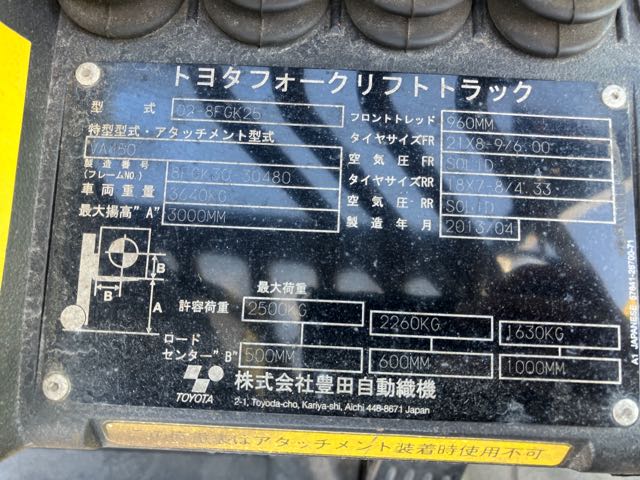 トヨタフォークリフトトラック
型式 02-8FGK25
特型型式・アタッチメント型式
VA450
製造番号
(フレームNO.) 8FGK30-30480
車両重量 3640KG
最大揚高"A" 3000MM
フロントトレッド 960MM
タイヤサイズFR 21X8-9/6.00
空気圧-FR SOLID
タイヤサイズRR 18X7-8/4.33
空気圧-RR SOLID
製造年月 2013/04
B
B
A
最大荷重
許容荷重 2500KG 2260KG 1630KG
ロード
センター"B" 500MM 600MM 1000MM
TOYOTA
株式会社豊田自動織機
2-1, Toyoda-cho, Kariya-shi, Aichi 448-8671 Japan
はアタッチメント装着時使用不可
A1 JAPANESE 57641-26700-71